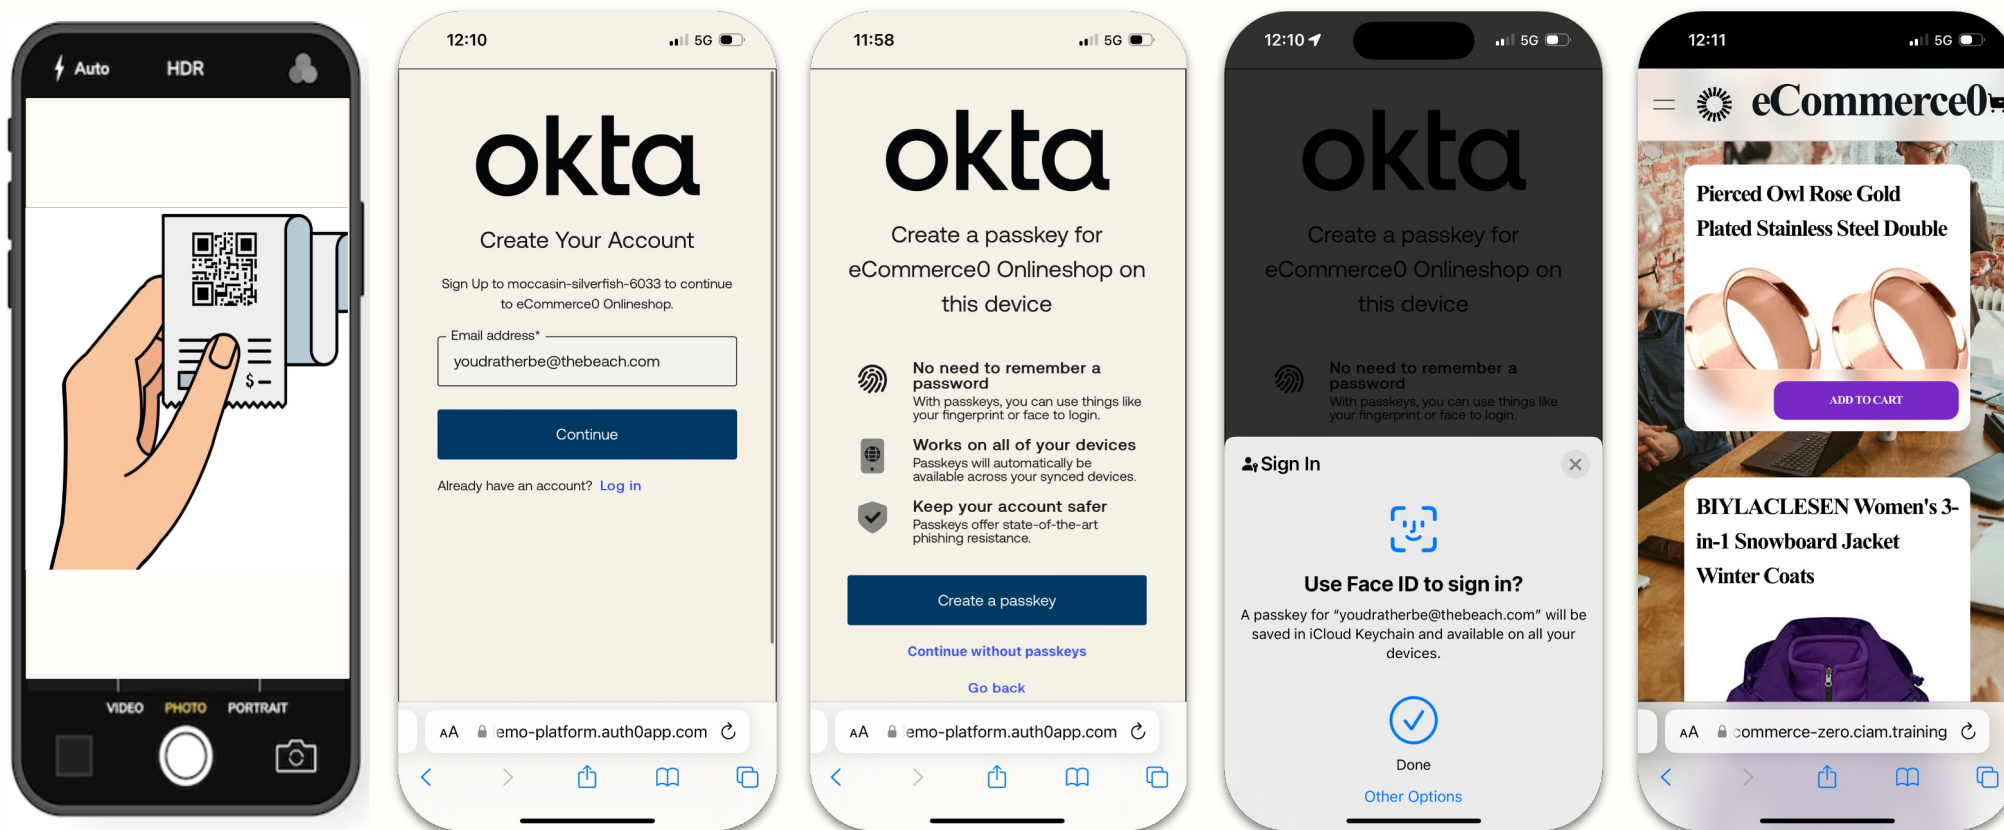 Auto
HDR
$ –
VIDEO PHOTO PORTRAIT
12:10
5G
okta
Create Your Account
Sign Up to moccasin-silverfish-6033 to continue
to eCommerce0 Onlineshop.
Email address*
youdratherbe@thebeach.com
Continue
Already have an account? Log in
AA
emo-platform.auth0app.com
11:58
5G
okta
Create a passkey for
eCommerce0 Onlineshop on
this device
No need to remember a
password
With passkeys, you can use things like
your fingerprint or face to login.
Works on all of your devices
Passkeys will automatically be
available across your synced devices.
Keep your account safer
Passkeys offer state-of-the-art
phishing resistance.
Create a passkey
Continue without passkeys
Go back
AA
emo-platform.auth0app.com
12:10
5G
okta
Create a passkey for
eCommerce0 Onlineshop on
this device
No need to remember a
password
With passkeys, you can use things like
your fingerprint or face to login.
Sign In
Use Face ID to sign in?
A passkey for “youdratherbe@thebeach.com” will be
saved in iCloud Keychain and available on all your
devices.
Done
Other Options
12:11
5G
eCommerce0
Pierced Owl Rose Gold
Plated Stainless Steel Double
ADD TO CART
BIYLACLESEN Women's 3-
in-1 Snowboard Jacket
Winter Coats
AA
commerce-zero.ciam.training